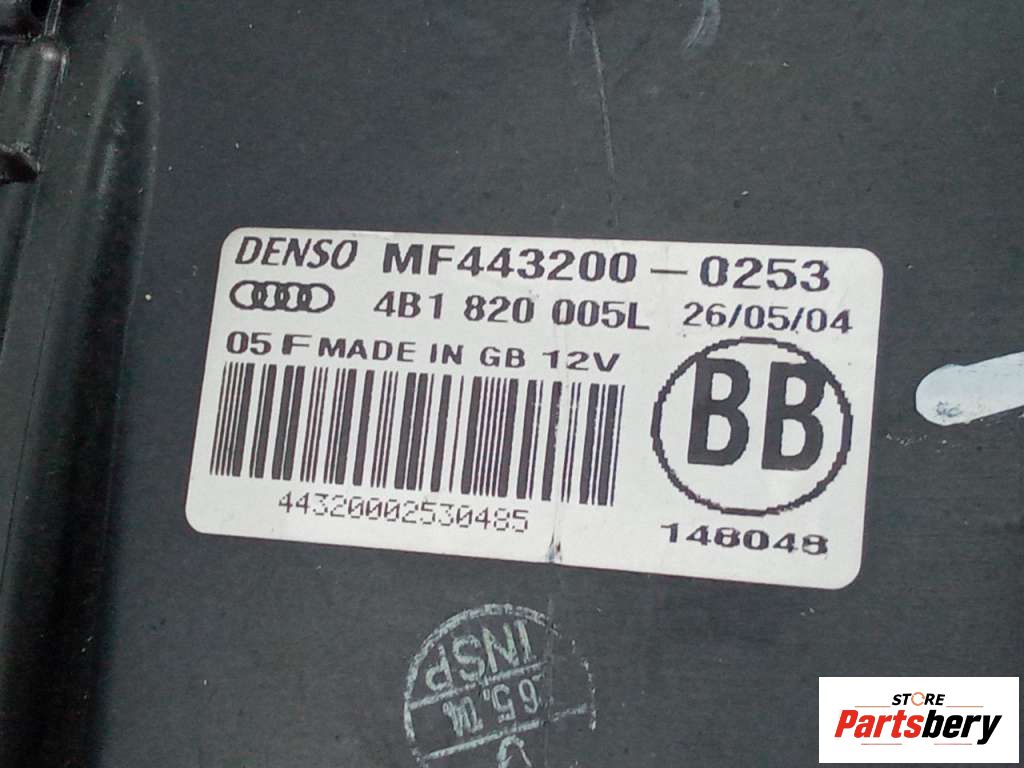 DENSO MF443200-0253
4B1 820 005L 26/05/04
05 F MADE IN GB 12V
BB
44320002530485
148048
INSP
STORE
Partsbery